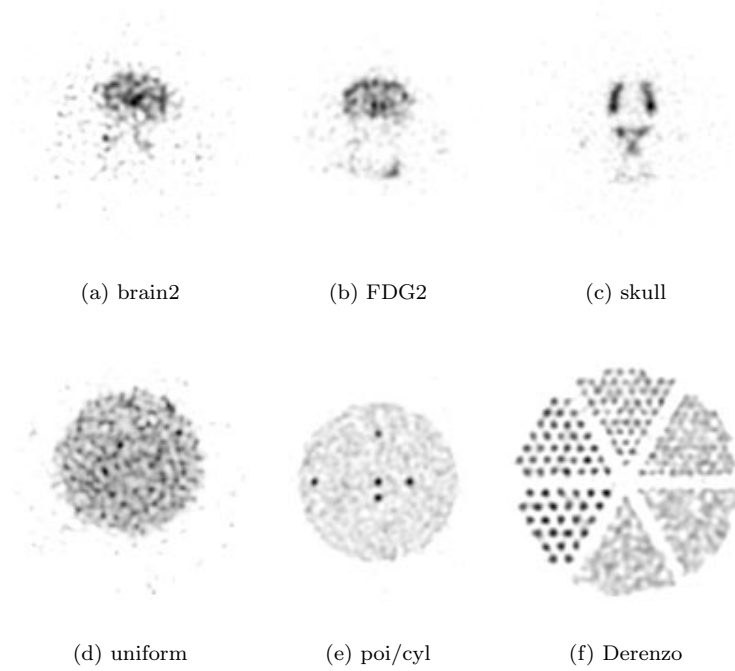 (a) brain2
(b) FDG2
(c) skull
(d) uniform
(e) poi/cyl
(f) Derenzo